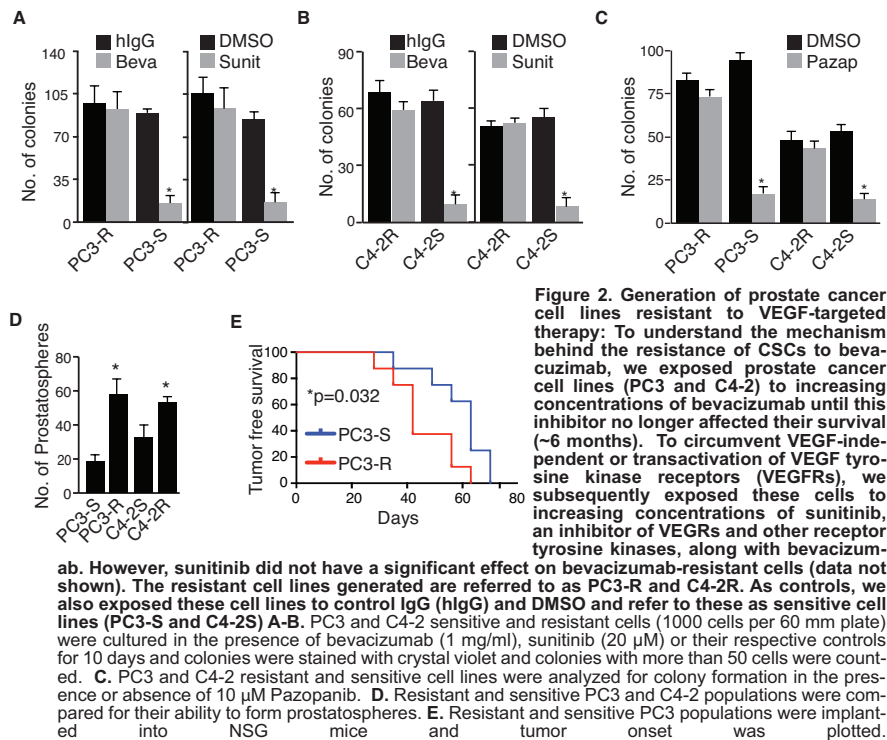 A
hIgG
Beva
DMSO
Sunit
No. of colonies
140
105
70
35
0
PC3-R
PC3-S
PC3-R
PC3-S
*
*
B
hIgG
Beva
DMSO
Sunit
No. of colonies
90
60
30
0
C4-2R
C4-2S
C4-2R
C4-2S
*
*
C
DMSO
Pazap
No. of colonies
100
75
50
25
0
PC3-R
PC3-S
C4-2R
C4-2S
*
*
D
No. of Prostatospheres
80
60
40
20
0
PC3-S
PC3-R
C4-2S
C4-2R
*
*
E
Tumor free survival
100
80
60
40
20
0
*p=0.032
PC3-S
PC3-R
0
20
40
60
80
Days
Figure 2. Generation of prostate cancer
cell lines resistant to VEGF-targeted
therapy: To understand the mechanism
behind the resistance of CSCs to beva-
cuzimab, we exposed prostate cancer
cell lines (PC3 and C4-2) to increasing
concentrations of bevacizumab until this
inhibitor no longer affected their survival
(~6 months). To circumvent VEGF-inde-
pendent or transactivation of VEGF tyro-
sine kinase receptors (VEGFRs), we
subsequently exposed these cells to
increasing concentrations of sunitinib,
an inhibitor of VEGRs and other receptor
tyrosine kinases, along with bevacizum-
ab. However, sunitinib did not have a significant effect on bevacizumab-resistant cells (data not
shown). The resistant cell lines generated are referred to as PC3-R and C4-2R. As controls, we
also exposed these cell lines to control IgG (hIgG) and DMSO and refer to these as sensitive cell
lines (PC3-S and C4-2S) A-B. PC3 and C4-2 sensitive and resistant cells (1000 cells per 60 mm plate)
were cultured in the presence of bevacizumab (1 mg/ml), sunitinib (20 µM) or their respective controls
for 10 days and colonies were stained with crystal violet and colonies with more than 50 cells were count-
ed. C. PC3 and C4-2 resistant and sensitive cell lines were analyzed for colony formation in the pres-
ence or absence of 10 µM Pazopanib. D. Resistant and sensitive PC3 and C4-2 populations were com-
pared for their ability to form prostatospheres. E. Resistant and sensitive PC3 populations were implant-
ed into NSG mice and tumor onset was plotted.